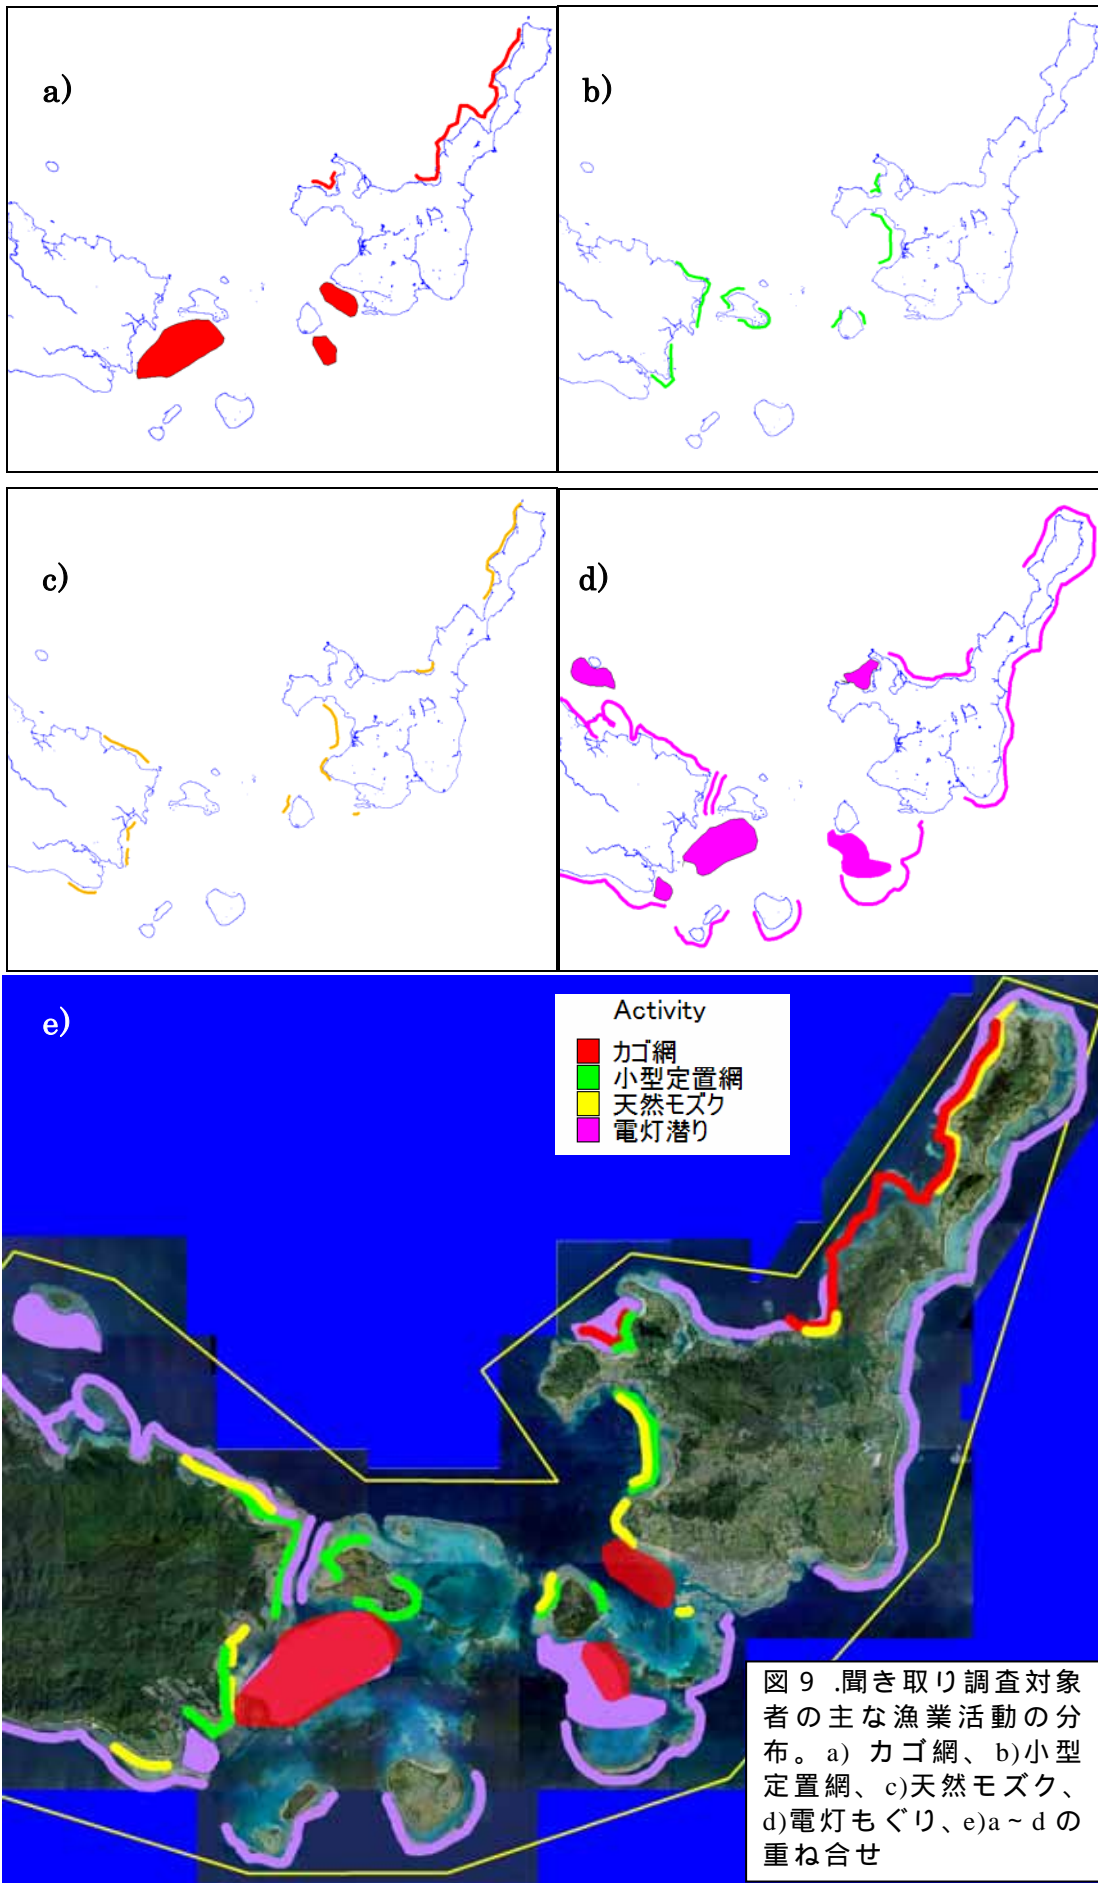 a)
b)
c)
d)
e)
Activity
カゴ網
小型定置網
天然モズク
電灯潜り
図 9 .聞き取り調査対象
者の主な漁業活動の分
布。a) カゴ網、b)小型
定置網、c)天然モズク、
d)電灯もぐり、e)a ~ d の
重ね合せ